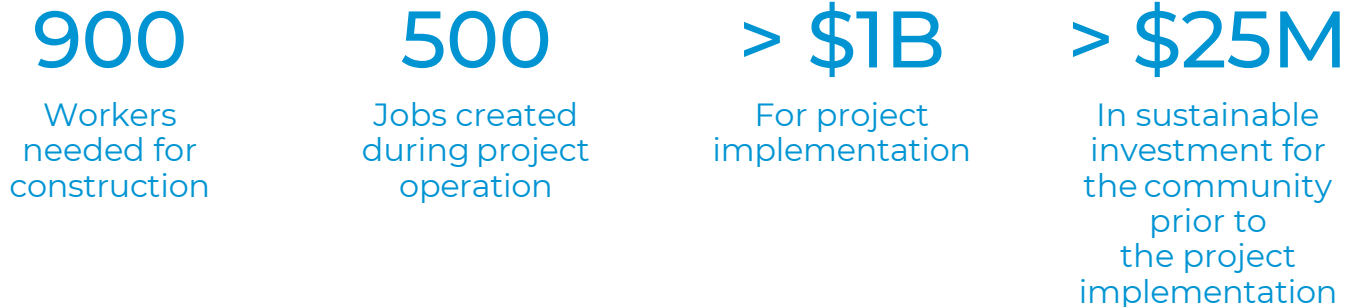 900
Workers
needed for
construction
500
Jobs created
during project
operation
> $1B
For project
implementation
> $25M
In sustainable
investment for
the community
prior to
the project
implementation